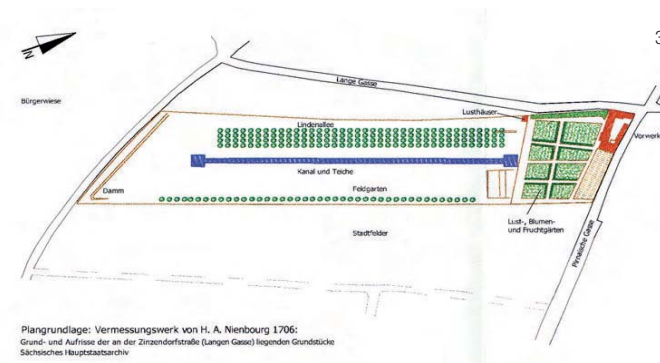 3
N
Lange Gasse
Bürgerwiese
Lusthäuser
Lindenallee
Vorwerk
Kanal und Teiche
Damm
Feldgarten
Lust-, Blumen-
und Fruchtgärten
Stadtfelder
Pirnaische Gasse
Plangrundlage: Vermessungswerk von H. A. Nienbourg 1706:
Grund- und Aufrisse der an der Zinzendorfstraße (Langen Gasse) liegenden Grundstücke
Sächsisches Hauptstaatsarchiv